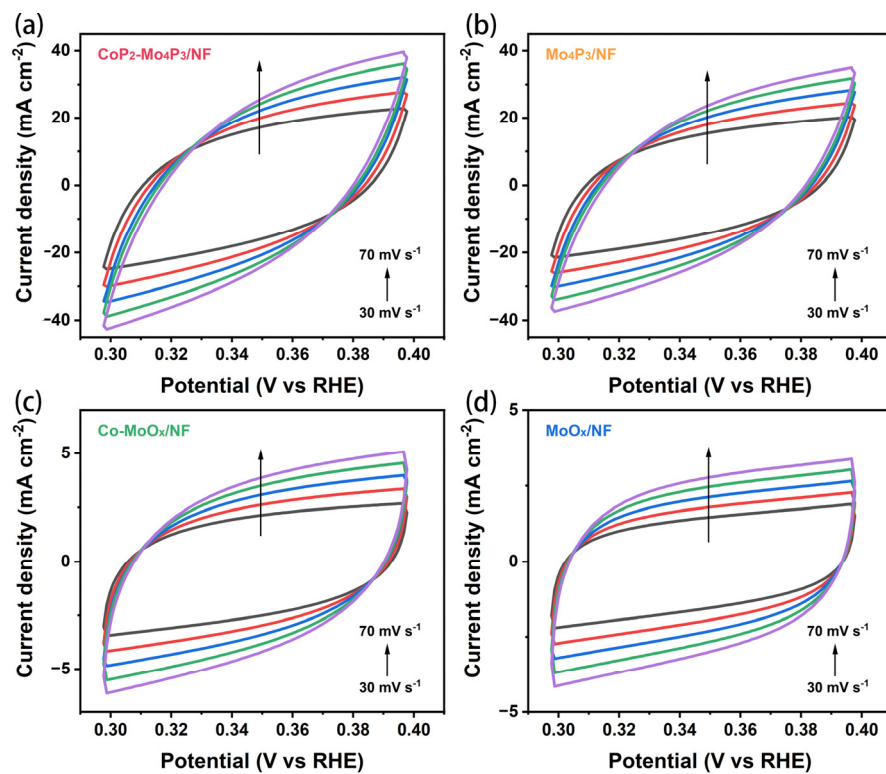 (a)
CoP₂-Mo₄P₃/NF
40
20
0
−20
−40
Current density (mA cm⁻²)
70 mV s⁻¹
30 mV s⁻¹
0.30 0.32 0.34 0.36 0.38 0.40
Potential (V vs RHE)
(b)
Mo₄P₃/NF
40
20
0
−20
−40
Current density (mA cm⁻²)
70 mV s⁻¹
30 mV s⁻¹
0.30 0.32 0.34 0.36 0.38 0.40
Potential (V vs RHE)
(c)
Co-MoOₓ/NF
5
0
−5
Current density (mA cm⁻²)
70 mV s⁻¹
30 mV s⁻¹
0.30 0.32 0.34 0.36 0.38 0.40
Potential (V vs RHE)
(d)
MoOₓ/NF
5
0
−5
Current density (mA cm⁻²)
70 mV s⁻¹
30 mV s⁻¹
0.30 0.32 0.34 0.36 0.38 0.40
Potential (V vs RHE)